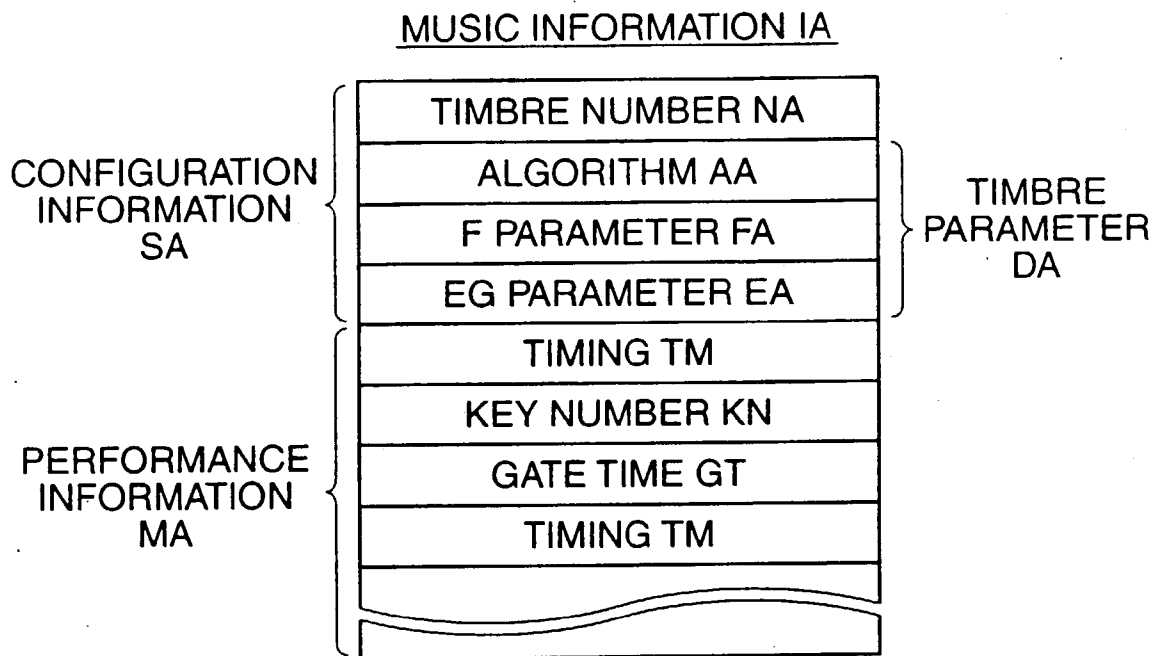 MUSIC INFORMATION IA
CONFIGURATION
INFORMATION
SA
TIMBRE NUMBER NA
ALGORITHM AA
F PARAMETER FA
EG PARAMETER EA
TIMBRE
PARAMETER
DA
PERFORMANCE
INFORMATION
MA
TIMING TM
KEY NUMBER KN
GATE TIME GT
TIMING TM